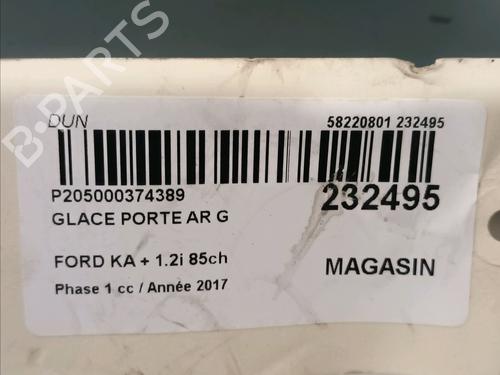 B-PARTS
DUN 58220801 232495
P205000374389 232495
GLACE PORTE AR G
FORD KA + 1.2i 85ch MAGASIN
Phase 1 cc / Année 2017